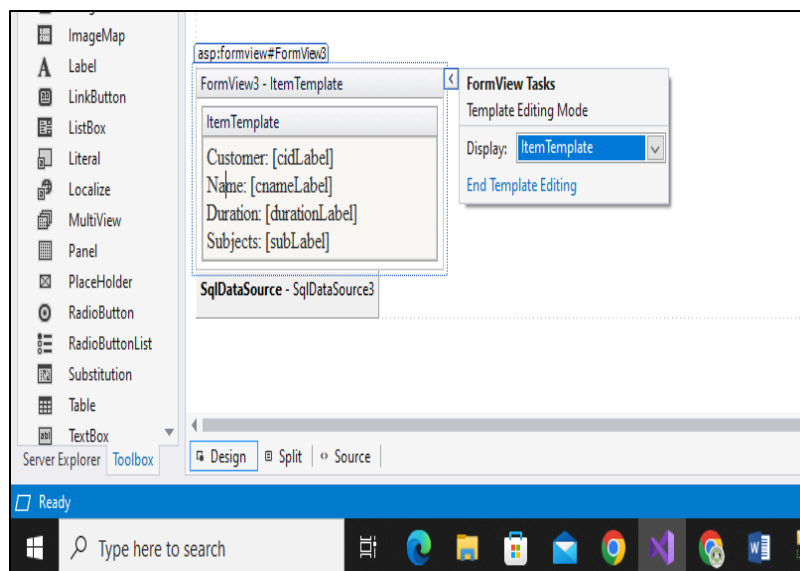 ImageMap
Label
LinkButton
ListBox
Literal
Localize
MultiView
Panel
PlaceHolder
RadioButton
RadioButtonList
Substitution
Table
TextBox
Server Explorer Toolbox
asp:formview#FormView3
FormView3 - ItemTemplate
ItemTemplate
Customer: [cidLabel]
Name: [cnameLabel]
Duration: [durationLabel]
Subjects: [subLabel]
SqlDataSource - SqlDataSource3
FormView Tasks
Template Editing Mode
Display: ItemTemplate
End Template Editing
Design Split Source
Ready
Type here to search